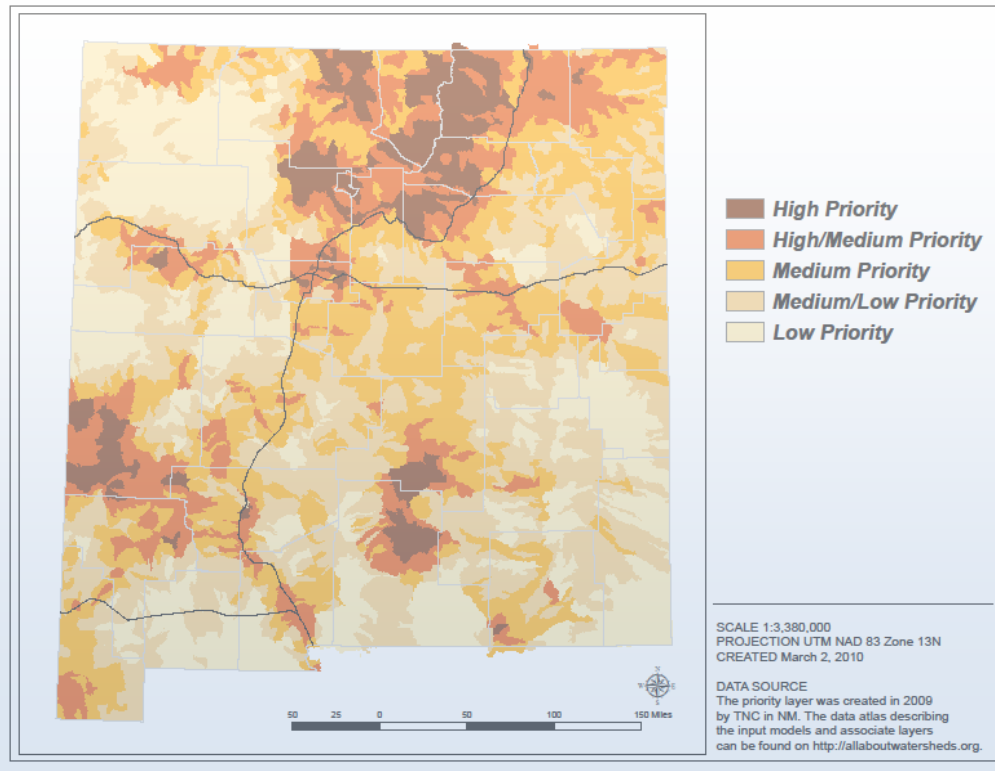 High Priority
High/Medium Priority
Medium Priority
Medium/Low Priority
Low Priority
SCALE 1:3,380,000
PROJECTION UTM NAD 83 Zone 13N
CREATED March 2, 2010
DATA SOURCE
The priority layer was created in 2009
by TNC in NM. The data atlas describing
the input models and associate layers
can be found on http://allaboutwatersheds.org.
N
W E
S
50 25 0 50 100 150 Miles